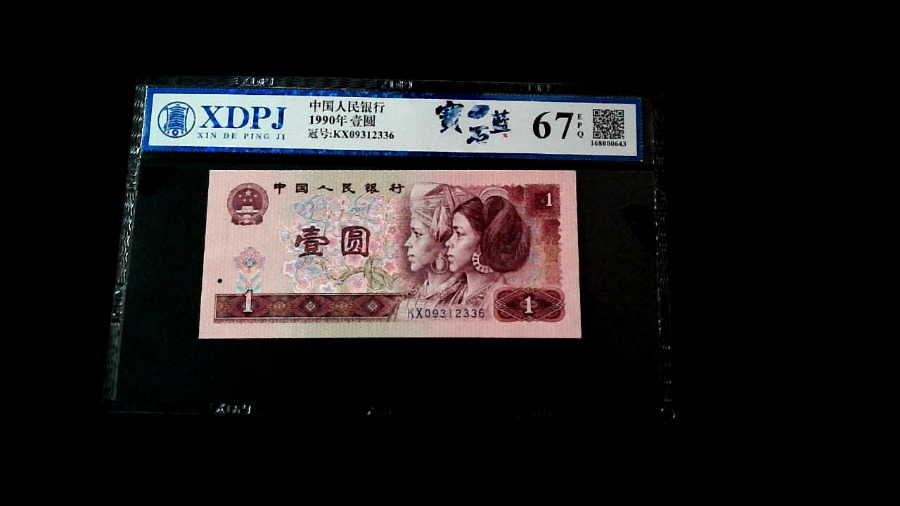 XDPJ
XIN DE PING JI
中国人民银行
1990年 壹圆
冠号:KX09312336
寶石藍
67
EPQ
168000643
中国人民银行
壹圆
1
1
1
KX09312336